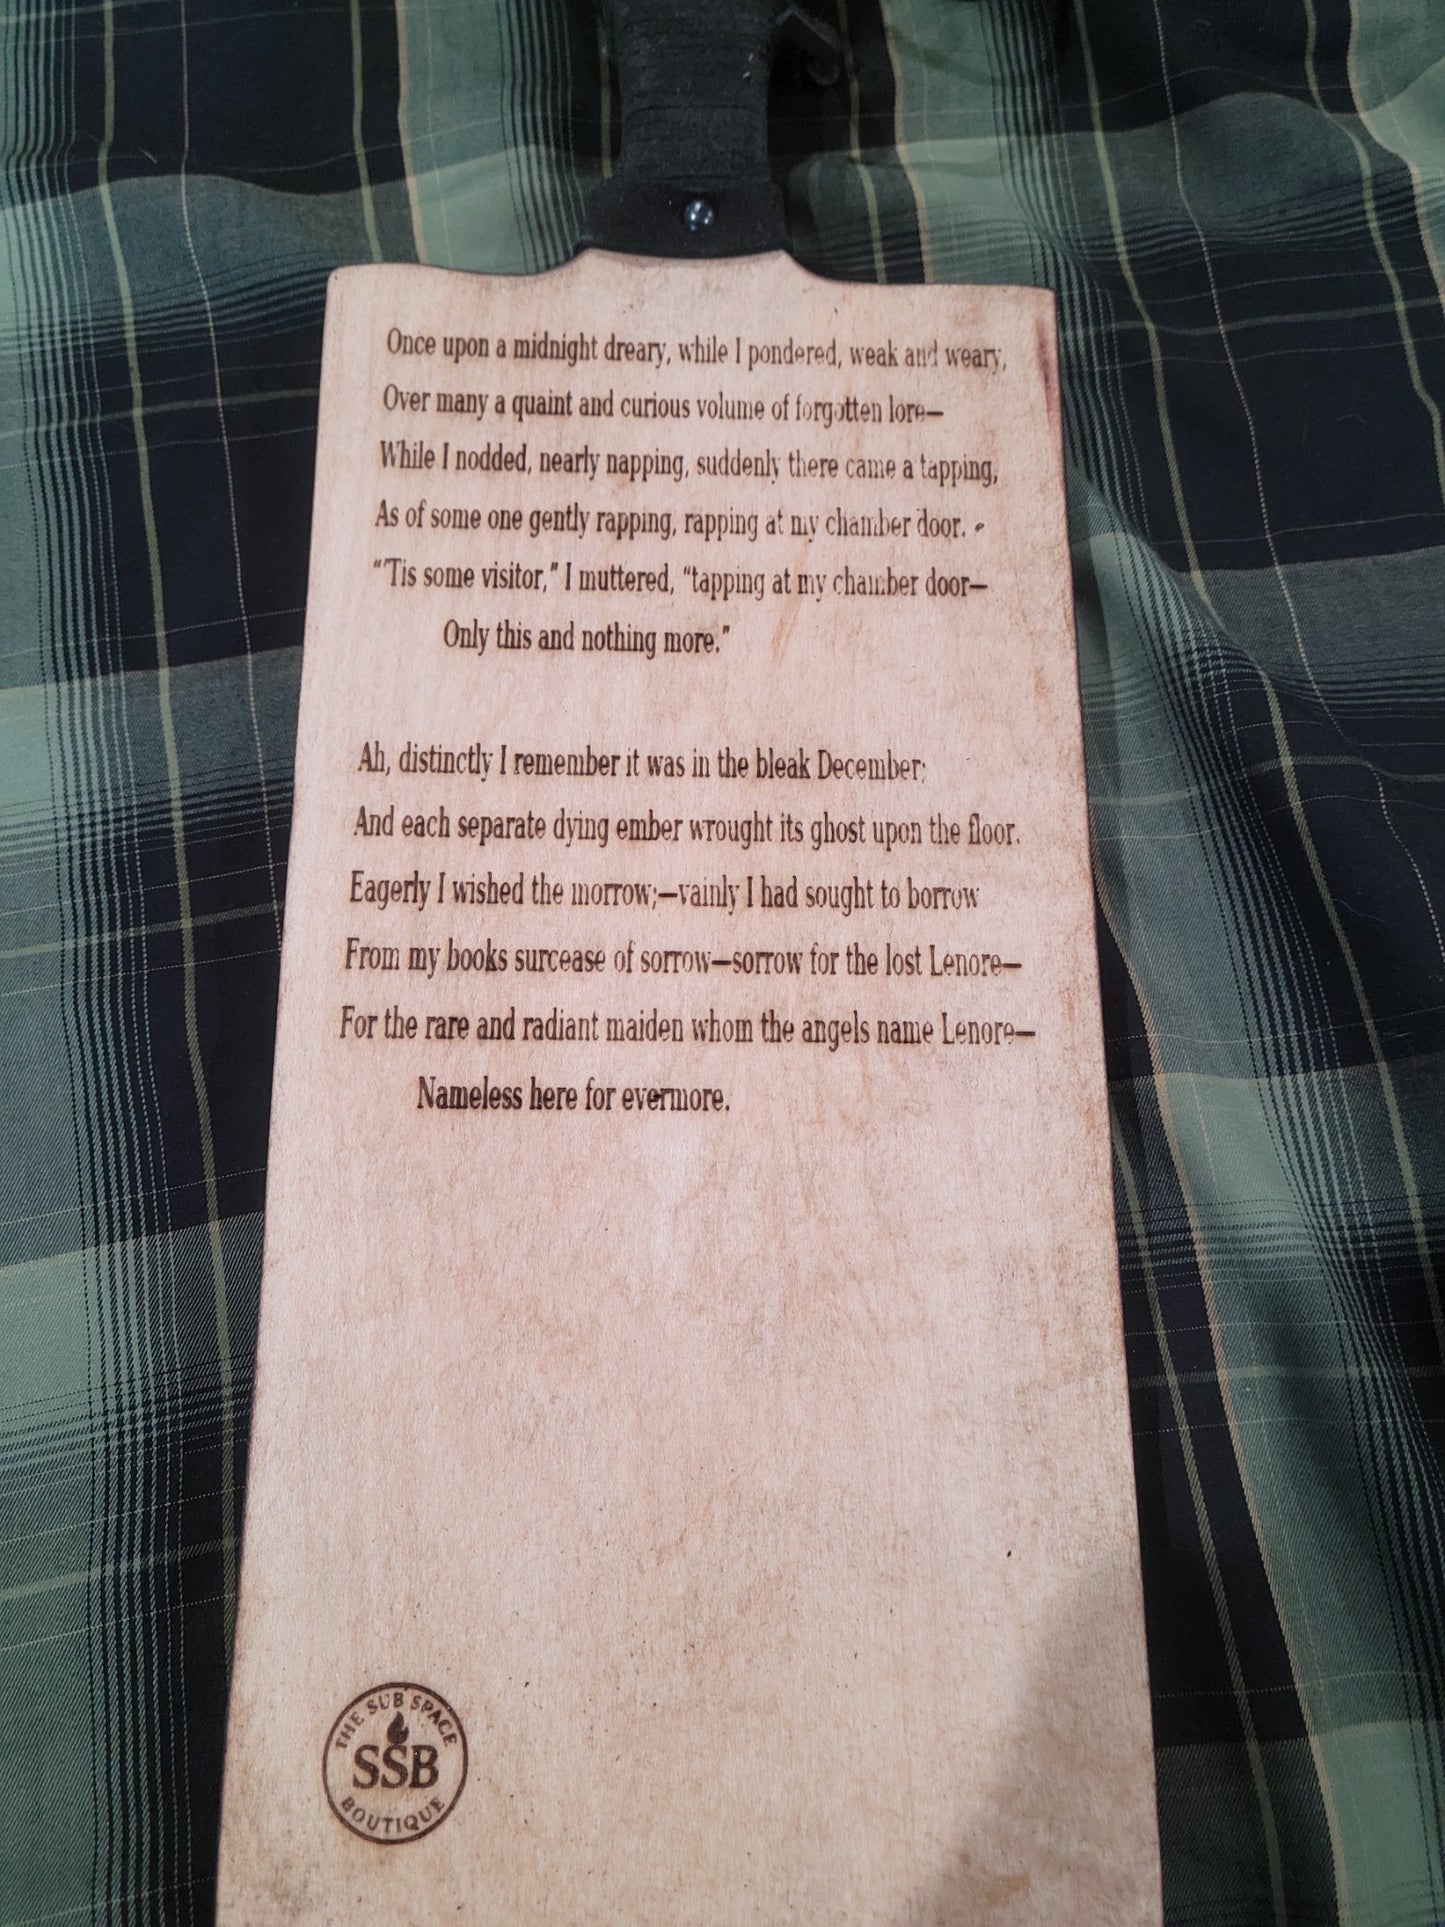 Once upon a midnight dreary, while I pondered, weak and weary,
Over many a quaint and curious volume of forgotten lore—
While I nodded, nearly napping, suddenly there came a tapping,
As of some one gently rapping, rapping at my chamber door.
“’Tis some visitor,” I muttered, “tapping at my chamber door—
Only this and nothing more.”
Ah, distinctly I remember it was in the bleak December;
And each separate dying ember wrought its ghost upon the floor.
Eagerly I wished the morrow;—vainly I had sought to borrow
From my books surcease of sorrow—sorrow for the lost Lenore—
For the rare and radiant maiden whom the angels name Lenore—
Nameless here for evermore.
THE SUB SPACE
SSB
BOUTIQUE